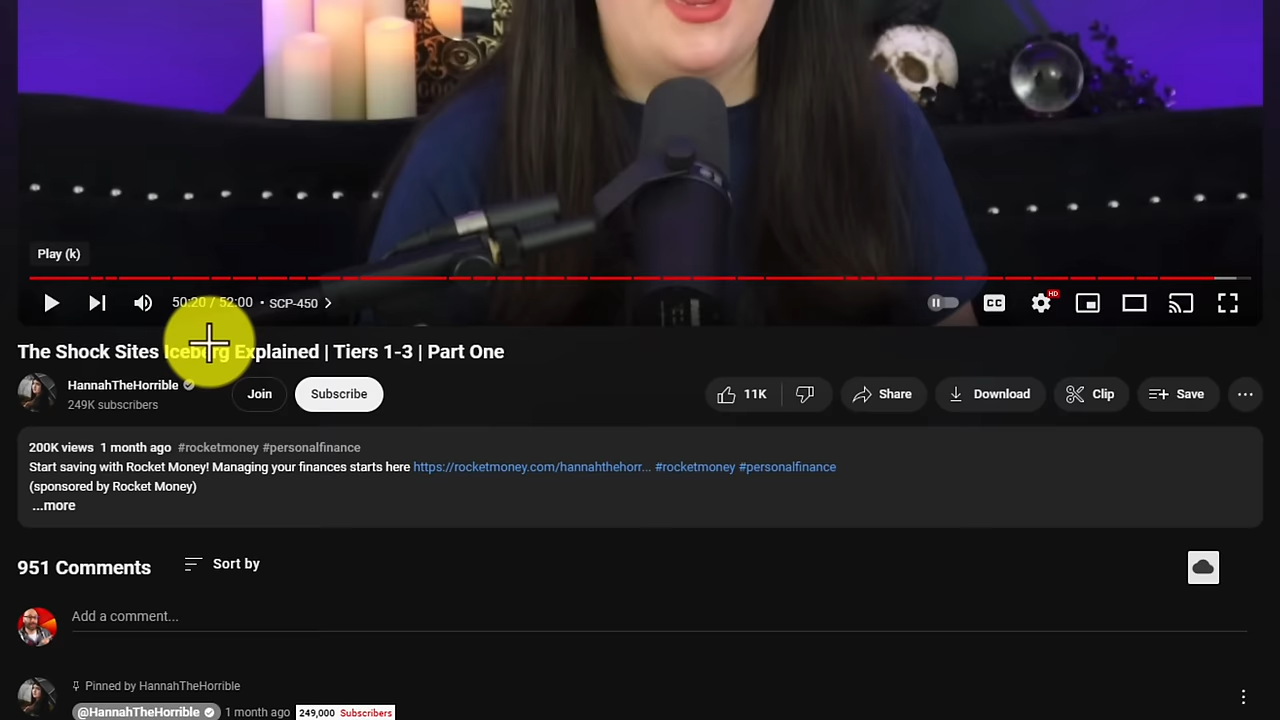 Play (k)
50:20 / 52:00 • SCP-450
CC
HD
The Shock Sites Iceberg Explained | Tiers 1-3 | Part One
HannahTheHorrible
249K subscribers
Join
Subscribe
11K
Share
Download
Clip
Save
200K views 1 month ago #rocketmoney #personalfinance
Start saving with Rocket Money! Managing your finances starts here https://rocketmoney.com/hannahthehorr... #rocketmoney #personalfinance
(sponsored by Rocket Money)
...more
951 Comments
Sort by
Add a comment...
Pinned by HannahTheHorrible
@HannahTheHorrible 1 month ago 249,000 Subscribers